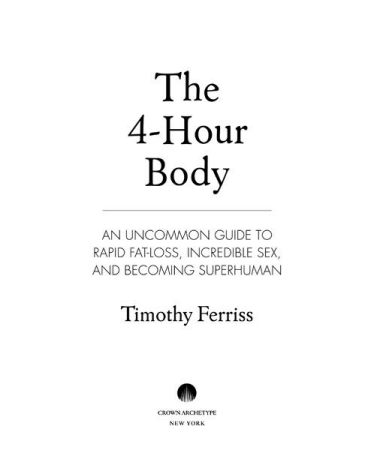 The
4-Hour
Body
AN UNCOMMON GUIDE TO
RAPID FAT-LOSS, INCREDIBLE SEX,
AND BECOMING SUPERHUMAN
Timothy Ferriss
CROWN ARCHETYPE
NEW YORK